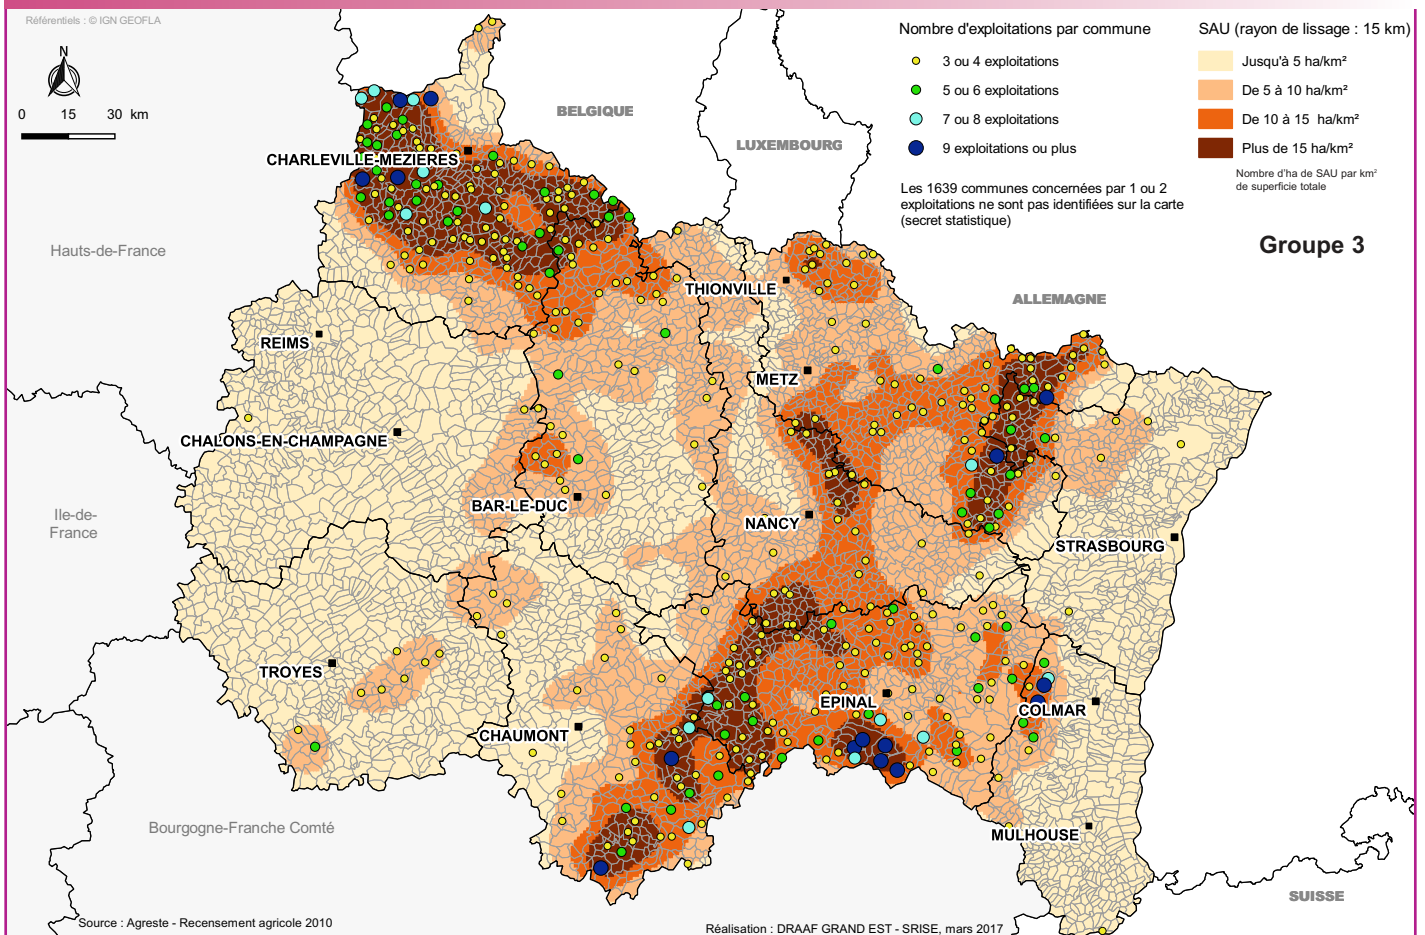 Référentiels : © IGN GEOFLA
N
0 15 30 km
Nombre d'exploitations par commune
3 ou 4 exploitations
5 ou 6 exploitations
7 ou 8 exploitations
9 exploitations ou plus
Les 1639 communes concernées par 1 ou 2
exploitations ne sont pas identifiées sur la carte
(secret statistique)
SAU (rayon de lissage : 15 km)
Jusqu'à 5 ha/km²
De 5 à 10 ha/km²
De 10 à 15 ha/km²
Plus de 15 ha/km²
Nombre d'ha de SAU par km²
de superficie totale
Groupe 3
BELGIQUE
LUXEMBOURG
ALLEMAGNE
CHARLEVILLE-MEZIERES
Hauts-de-France
THIONVILLE
REIMS
METZ
CHALONS-EN-CHAMPAGNE
BAR-LE-DUC
Ile-de-
France
NANCY
STRASBOURG
TROYES
EPINAL
COLMAR
CHAUMONT
Bourgogne-Franche Comté
MULHOUSE
SUISSE
Source : Agreste - Recensement agricole 2010
Réalisation : DRAAF GRAND EST - SRISE, mars 2017